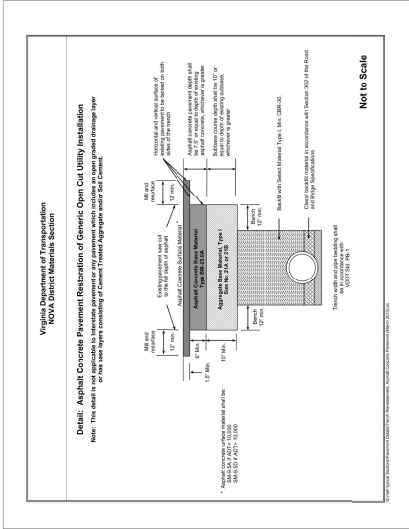 Virginia Department of Transportation
NOVA District Materials Section
Detail: Asphalt Concrete Pavement Restoration of Generic Open Cut Utility Installation
Note: This detail is not applicable to Interstate pavement or any pavement which includes an open graded drainage layer
or has base layers consisting of Cement Treated Aggregate and/or Soil Cement.
Mill and
resurface
12" min.
Existing pavement saw cut
to the full depth of asphalt
Asphalt Concrete Surface Material *
Mill and
resurface
12" min.
Horizontal and vertical surface of
existing pavement to be tacked on both
sides of the trench
Asphalt concrete pavement depth shall
be 7.5" or equal to depth of existing
asphalt concrete, whichever is greater
Subbase course depth shall be 10" or
equal to depth of existing subbase,
whichever is greater
1.5" Min.
6" Min.
10" Min.
Asphalt Concrete Base Material
Type BM-25.0A
Aggregate Base Material, Type I
Size No. 21A or 21B
Bench
12" min.
Bench
12" min.
Backfill with Select Material Type I, Min. CBR-30.
Class I backfill material in accordance with Section 302 of the Road
and Bridge Specifications
Trench width and pipe bedding shall
be in accordance with
VDOT Std. PB-1
* Asphalt concrete surface material shall be:
SM-9.5A if ADT< 10,000
SM-9.5D if ADT> 10,000
Not to Scale